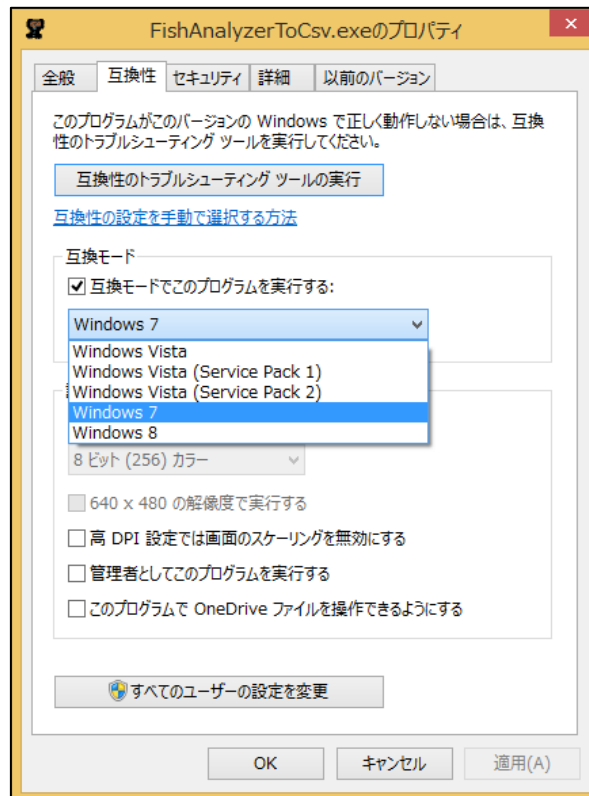 FishAnalyzerToCsv.exeのプロパティ
全般
互換性
セキュリティ
詳細
以前のバージョン
このプログラムがこのバージョンの Windows で正しく動作しない場合は、互換
性のトラブルシューティング ツールを実行してください。
互換性のトラブルシューティング ツールの実行
互換性の設定を手動で選択する方法
互換モード
互換モードでこのプログラムを実行する:
Windows 7
Windows Vista
Windows Vista (Service Pack 1)
Windows Vista (Service Pack 2)
Windows 7
Windows 8
8 ビット (256) カラー
640 x 480 の解像度で実行する
高 DPI 設定では画面のスケーリングを無効にする
管理者としてこのプログラムを実行する
このプログラムで OneDrive ファイルを操作できるようにする
すべてのユーザーの設定を変更
OK
キャンセル
適用(A)